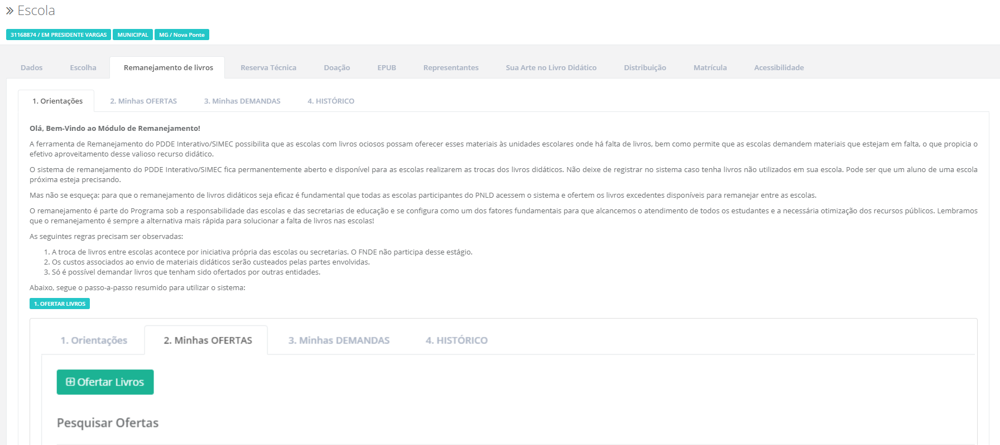 Escola
31168874 / EM PRESIDENTE VARGAS MUNICIPAL MG / Nova Ponte
Dados Escolha Remanejamento de livros Reserva Técnica Doação EPUB Representantes Sua Arte no Livro Didático Distribuição Matrícula Acessibilidade
1. Orientações 2. Minhas OFERTAS 3. Minhas DEMANDAS 4. HISTÓRICO
Olá, Bem-Vindo ao Módulo de Remanejamento!
A ferramenta de Remanejamento do PDDE Interativo/SIMEC possibilita que as escolas com livros ociosos possam oferecer esses materiais às unidades escolares onde há falta de livros, bem como permite que as escolas demandem materiais que estejam em falta, o que propicia o
efetivo aproveitamento desse valioso recurso didático.
O sistema de remanejamento do PDDE Interativo/SIMEC fica permanentemente aberto e disponível para as escolas realizarem as trocas dos livros didáticos. Não deixe de registrar no sistema caso tenha livros não utilizados em sua escola. Pode ser que um aluno de uma escola
próxima esteja precisando.
Mas não se esqueça: para que o remanejamento de livros didáticos seja eficaz é fundamental que todas as escolas participantes do PNLD acessem o sistema e ofertem os livros excedentes disponíveis para remanejar entre as escolas.
O remanejamento é parte do Programa sob a responsabilidade das escolas e das secretarias de educação e se configura como um dos fatores fundamentais para que alcancemos o atendimento de todos os estudantes e a necessária otimização dos recursos públicos. Lembramos
que o remanejamento é sempre a alternativa mais rápida para solucionar a falta de livros nas escolas!
As seguintes regras precisam ser observadas:
1. A troca de livros entre escolas acontece por iniciativa própria das escolas ou secretarias. O FNDE não participa desse estágio.
2. Os custos associados ao envio de materiais didáticos serão custeados pelas partes envolvidas.
3. Só é possível demandar livros que tenham sido ofertados por outras entidades.
Abaixo, segue o passo-a-passo resumido para utilizar o sistema:
1. OFERTAR LIVROS
1. Orientações 2. Minhas OFERTAS 3. Minhas DEMANDAS 4. HISTÓRICO
Ofertar Livros
Pesquisar Ofertas